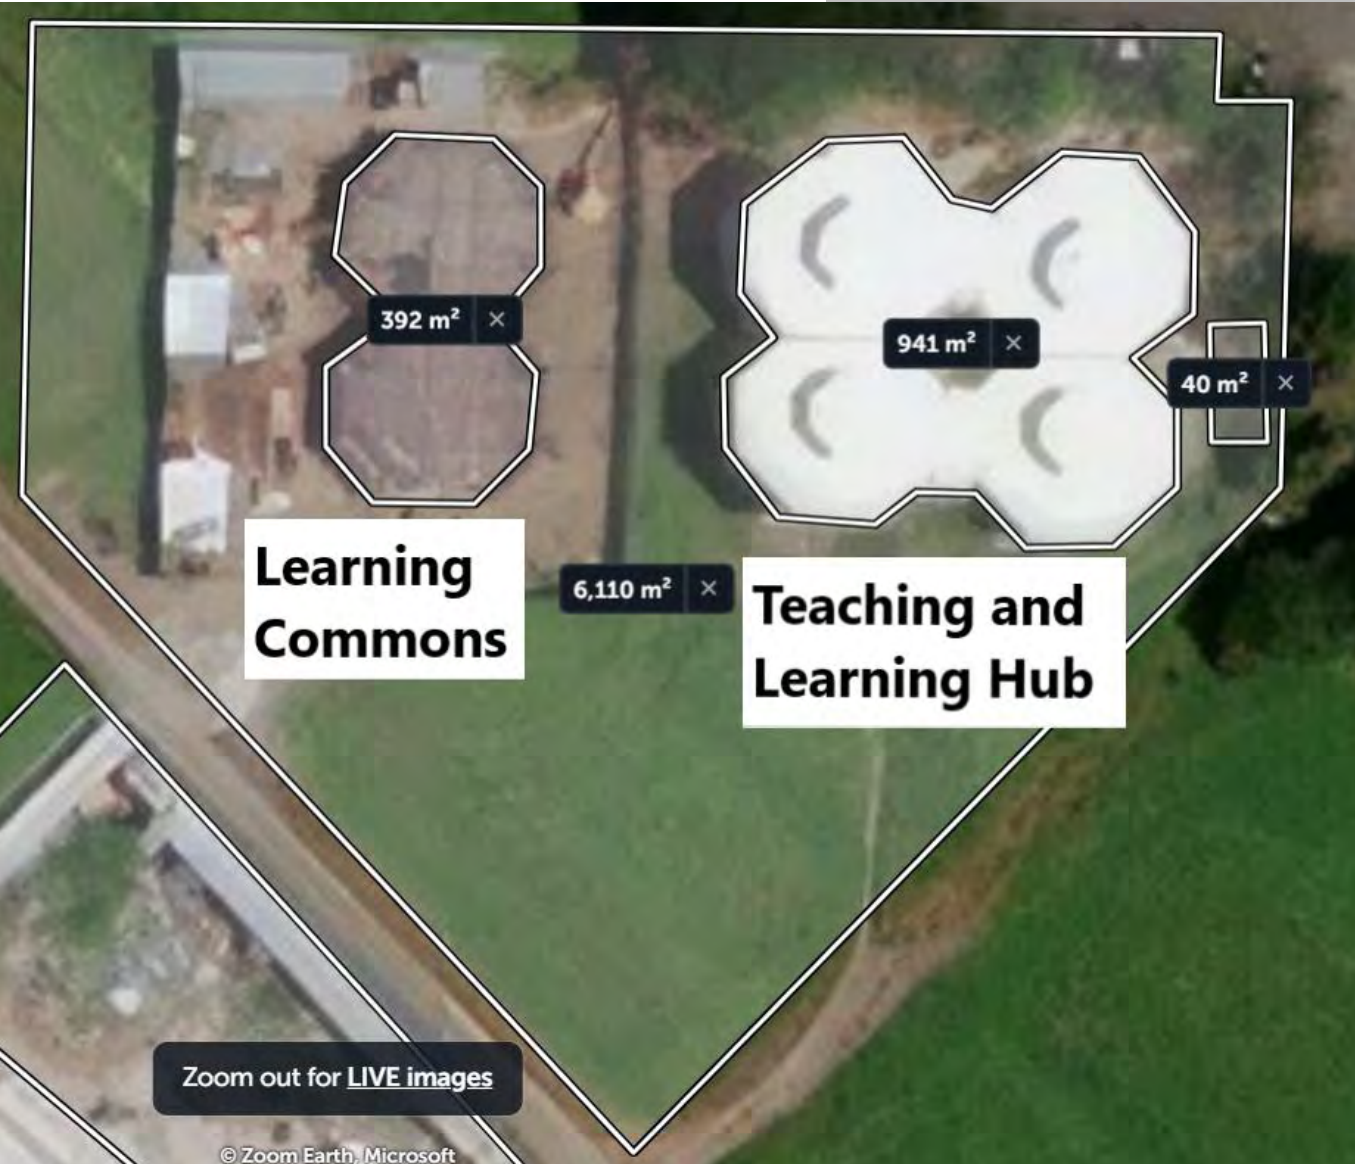 392 m² ×
941 m² ×
40 m² ×
6,110 m² ×
Learning
Commons
Teaching and
Learning Hub
Zoom out for LIVE images
© Zoom Earth, Microsoft